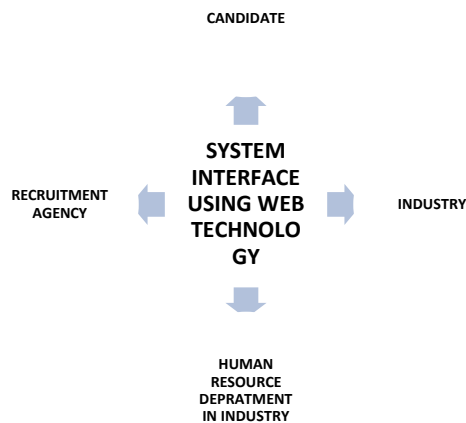 CANDIDATE
SYSTEM
INTERFACE
USING WEB
TECHNOLO
GY
RECRUITMENT
AGENCY
INDUSTRY
HUMAN
RESOURCE
DEPRATMENT
IN INDUSTRY